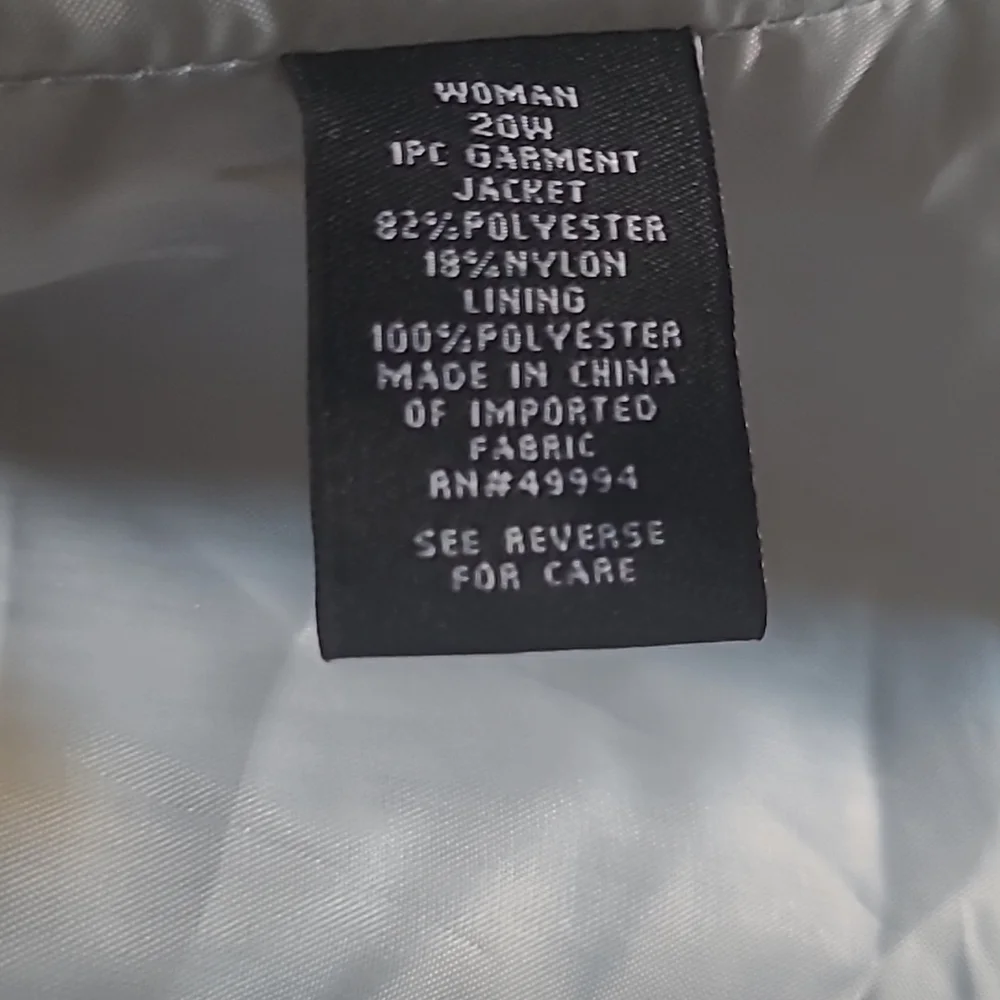 WOMAN
20W
1PC GARMENT
JACKET
82%POLYESTER
18%NYLON
LINING
100%POLYESTER
MADE IN CHINA
OF IMPORTED
FABRIC
RN#49994
SEE REVERSE
FOR CARE